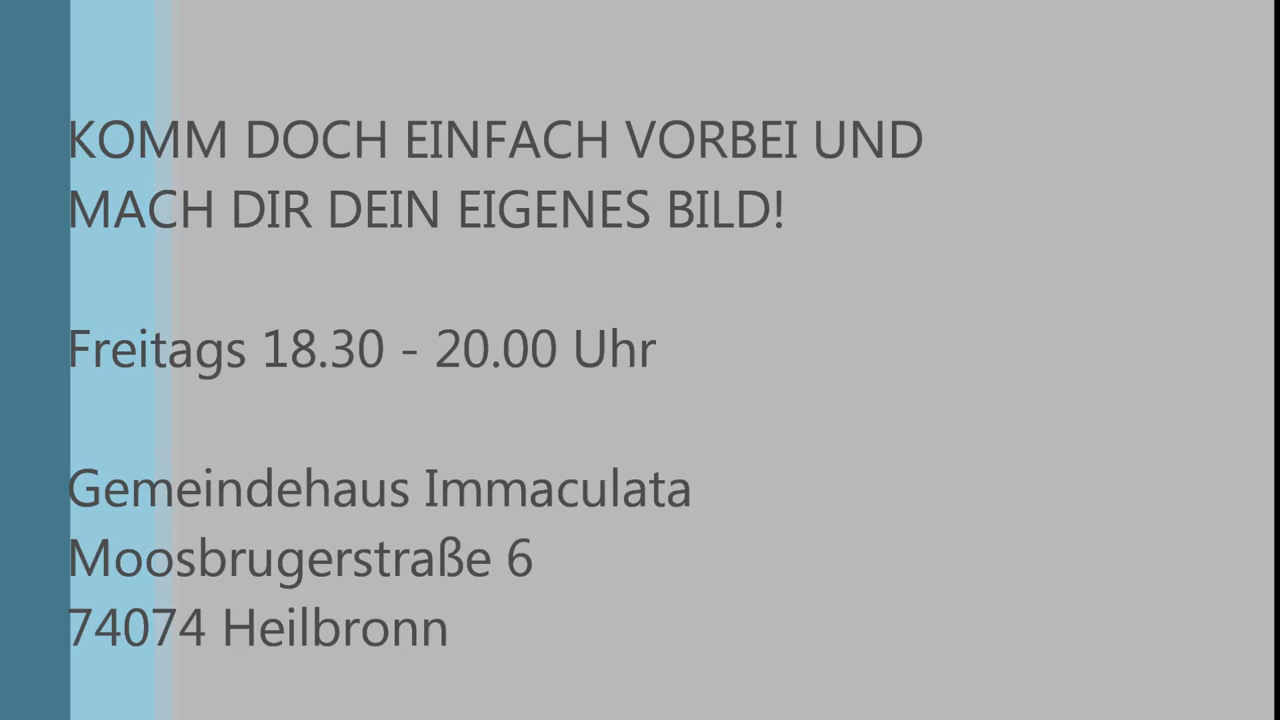 KOMM DOCH EINFACH VORBEI UND
MACH DIR DEIN EIGENES BILD!
Freitags 18.30 - 20.00 Uhr
Gemeindehaus Immaculata
Moosbrugerstraße 6
74074 Heilbronn